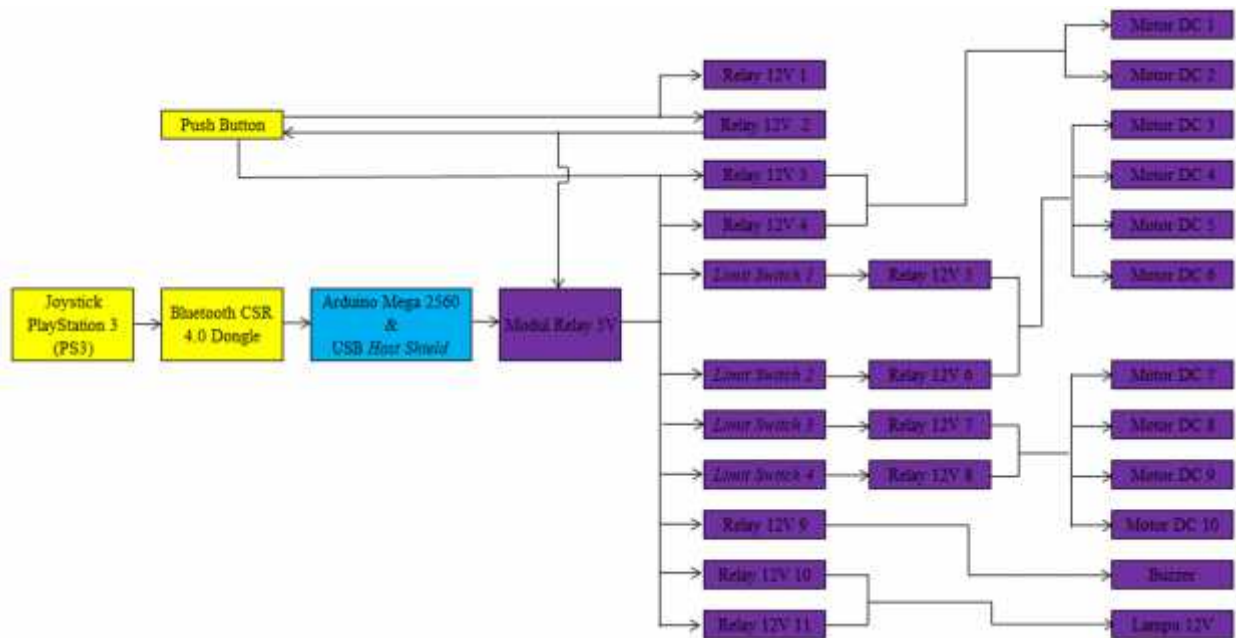 Motor DC 1
Relay 12V 1
Motor DC 2
Push Button
Relay 12V 2
Motor DC 3
Relay 12V 3
Motor DC 4
Relay 12V 4
Motor DC 5
Limit Switch 1
Relay 12V 5
Motor DC 6
Joystick
PlayStation 3
(PS3)
Bluetooth CSR
4.0 Dongle
Arduino Mega 2560
&
USB Host Shield
Modul Relay 5V
Limit Switch 2
Relay 12V 6
Motor DC 7
Limit Switch 3
Relay 12V 7
Motor DC 8
Limit Switch 4
Relay 12V 8
Motor DC 9
Relay 12V 9
Motor DC 10
Relay 12V 10
Buzzer
Relay 12V 11
Lampu 12V